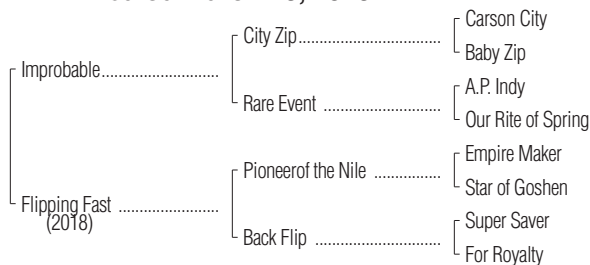 Carson City
City Zip
Baby Zip
Improbable
A.P. Indy
Rare Event
Our Rite of Spring
Empire Maker
Pioneerof the Nile
Star of Goshen
Flipping Fast
(2018)
Super Saver
Back Flip
For Royalty